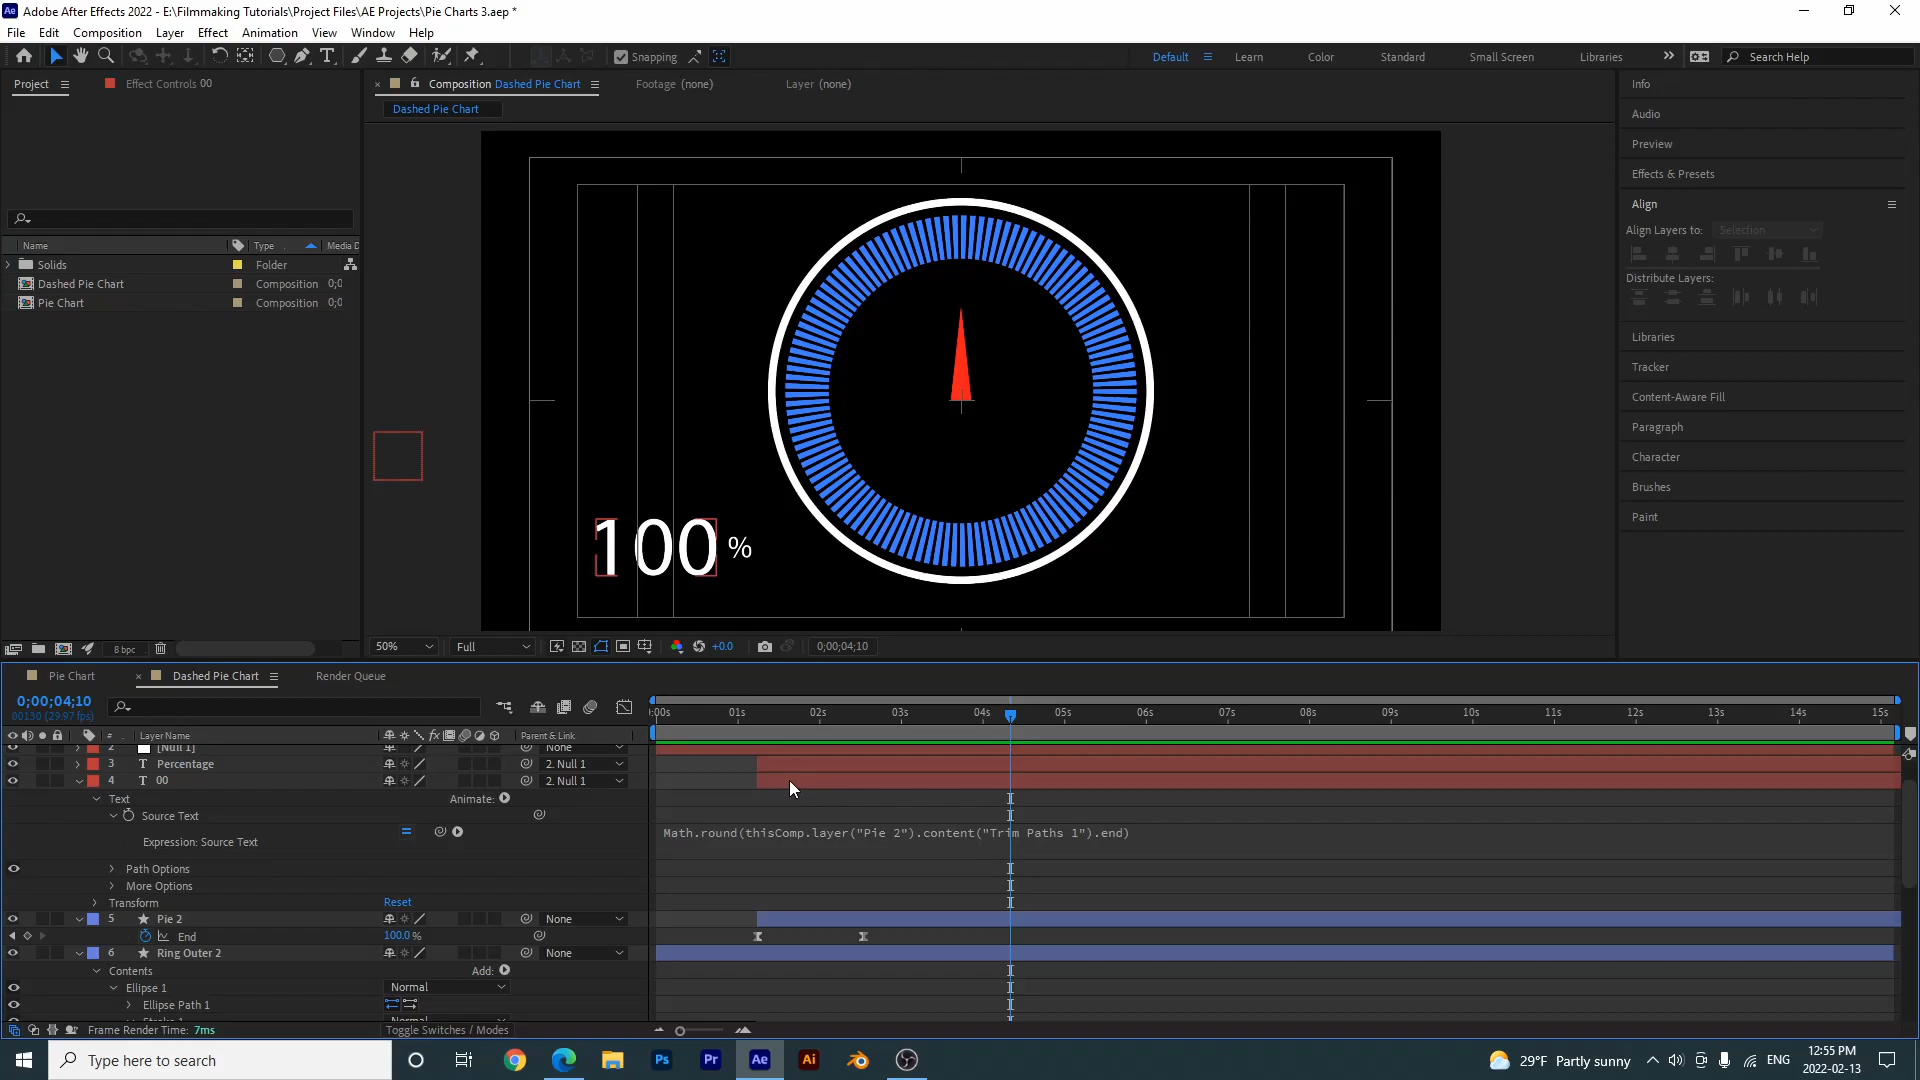 Adobe After Effects 2022 - E:\Filmmaking Tutorials\Project Files\AE Projects\Pie Charts 3.aep *
File Edit Composition Layer Effect Animation View Window Help
Snapping Default Learn Color Standard Small Screen Libraries Search Help
Project Effect Controls 00 Composition Dashed Pie Chart Footage (none) Layer (none)
Dashed Pie Chart
Name Type Media D
Solids Folder
Dashed Pie Chart Composition 0;0
Pie Chart Composition 0;0
100 %
Info
Audio
Preview
Effects & Presets
Align
Align Layers to: Selection
Distribute Layers:
Libraries
Tracker
Content-Aware Fill
Paragraph
Character
Brushes
Paint
8 bpc 50% Full +0.0 0;00;04;10
Pie Chart Dashed Pie Chart Render Queue
0;00;04;10
00130 (29.97 fps)
:00s 01s 02s 03s 04s 05s 06s 07s 08s 09s 10s 11s 12s 13s 14s 15s
# Layer Name Parent & Link
2 [Null 1] None
3 T Percentage 2. Null 1
4 T 00 2. Null 1
Text Animate:
Source Text
Expression: Source Text Math.round(thisComp.layer("Pie 2").content("Trim Paths 1").end)
Path Options
More Options
Transform Reset
5 Pie 2 None
End 100.0 %
6 Ring Outer 2 None
Contents Add:
Ellipse 1 Normal
Ellipse Path 1
Stroke 1 Normal
Frame Render Time: 7ms Toggle Switches / Modes
Type here to search Ps Pr Ae Ai 29°F Partly sunny ENG 12:55 PM
2022-02-13